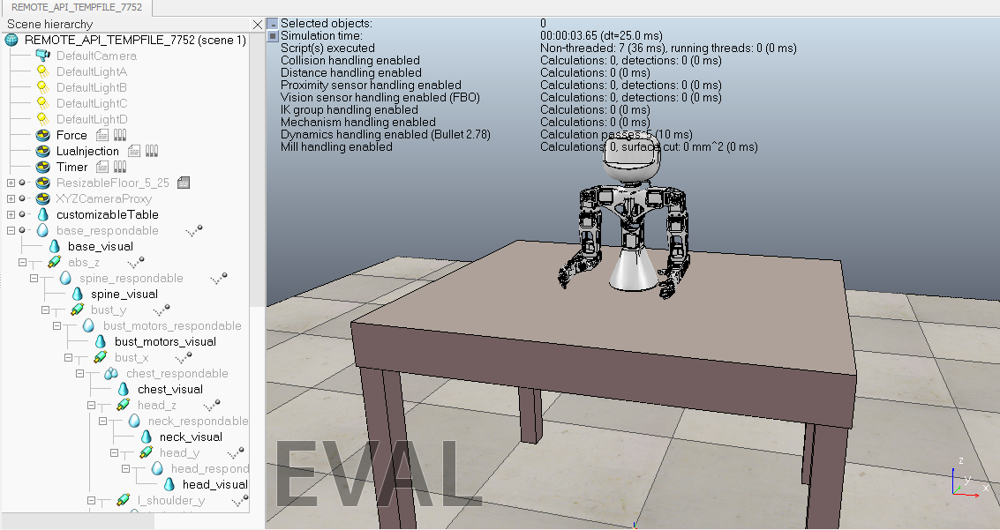 REMOTE_API_TEMPFILE_7752
Scene hierarchy
REMOTE_API_TEMPFILE_7752 (scene 1)
DefaultCamera
DefaultLightA
DefaultLightB
DefaultLightC
DefaultLightD
Force
LuaInjection
Timer
ResizableFloor_5_25
XYZCameraProxy
customizableTable
base_respondable
base_visual
abs_z
spine_respondable
spine_visual
bust_y
bust_motors_respondable
bust_motors_visual
bust_x
chest_respondable
chest_visual
head_z
neck_respondable
neck_visual
head_y
head_respond
head_visual
l_shoulder_y
Selected objects: 0
Simulation time: 00:00:03.65 (dt=25.0 ms)
Script(s) executed Non-threaded: 7 (36 ms), running threads: 0 (0 ms)
Collision handling enabled Calculations: 0, detections: 0 (0 ms)
Distance handling enabled Calculations: 0 (0 ms)
Proximity sensor handling enabled Calculations: 0, detections: 0 (0 ms)
Vision sensor handling enabled (FBO) Calculations: 0, detections: 0 (0 ms)
IK group handling enabled Calculations: 0 (0 ms)
Mechanism handling enabled Calculations: 0 (0 ms)
Dynamics handling enabled (Bullet 2.78) Calculation passes: 5 (10 ms)
Mill handling enabled Calculations: 0, surface cut: 0 mm^2 (0 ms)
EVAL
z
y
x